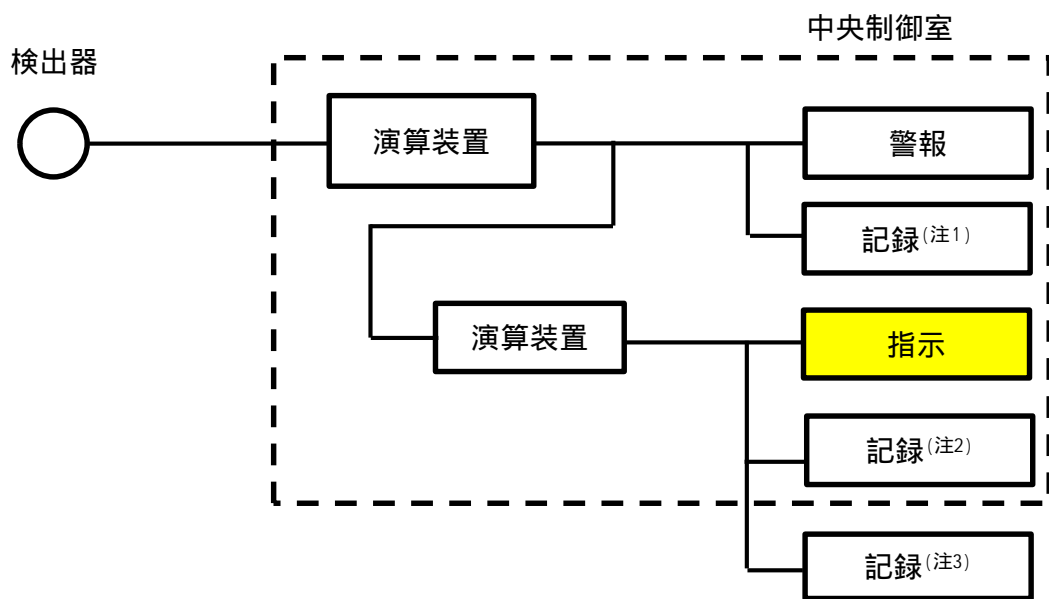 中央制御室
検出器
演算装置
警報
記録(注1)
演算装置
指示
記録(注2)
記録(注3)